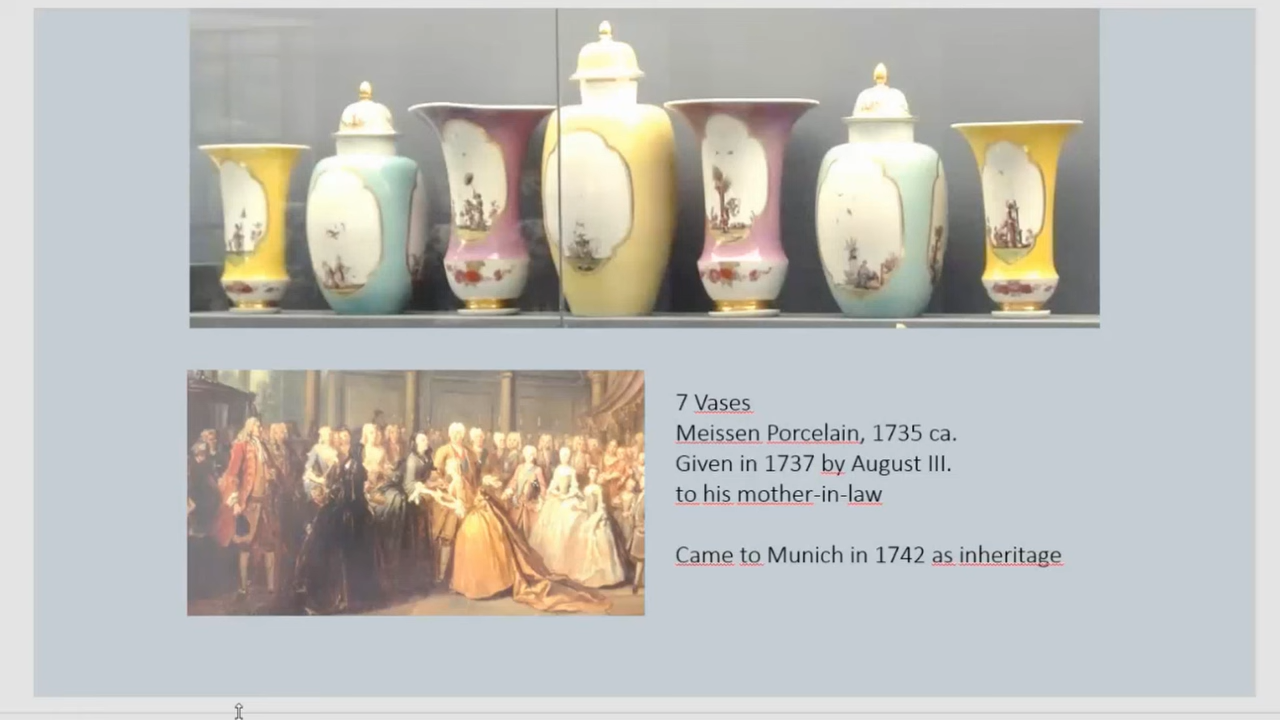 7 Vases
Meissen Porcelain, 1735 ca.
Given in 1737 by August III.
to his mother-in-law
Came to Munich in 1742 as inheritage